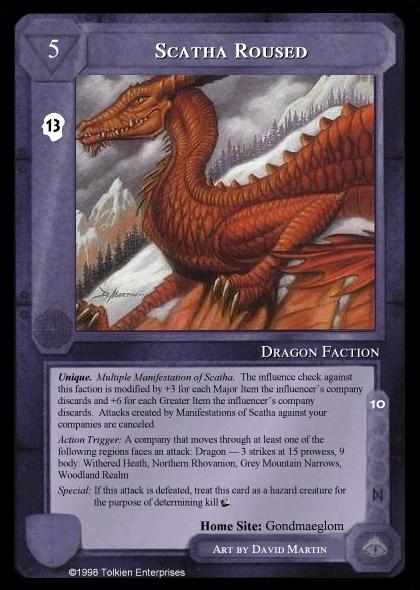 5
Scatha Roused
13
D. Martin
Dragon Faction
Unique. Multiple Manifestation of Scatha. The influence check against
this faction is modified by +3 for each Major Item the influencer's company
discards and +6 for each Greater Item the influencer's company
discards. Attacks created by Manifestations of Scatha against your
companies are canceled.
10
Action Trigger: A company that moves through at least one of the
following regions faces an attack: Dragon — 3 strikes at 15 prowess, 9
body: Withered Heath, Northern Rhovanion, Grey Mountain Narrows,
Woodland Realm
Special: If this attack is defeated, treat this card as a hazard creature for
the purpose of determining kill
Home Site: Gondmaeglom
Art by David Martin
©1998 Tolkien Enterprises